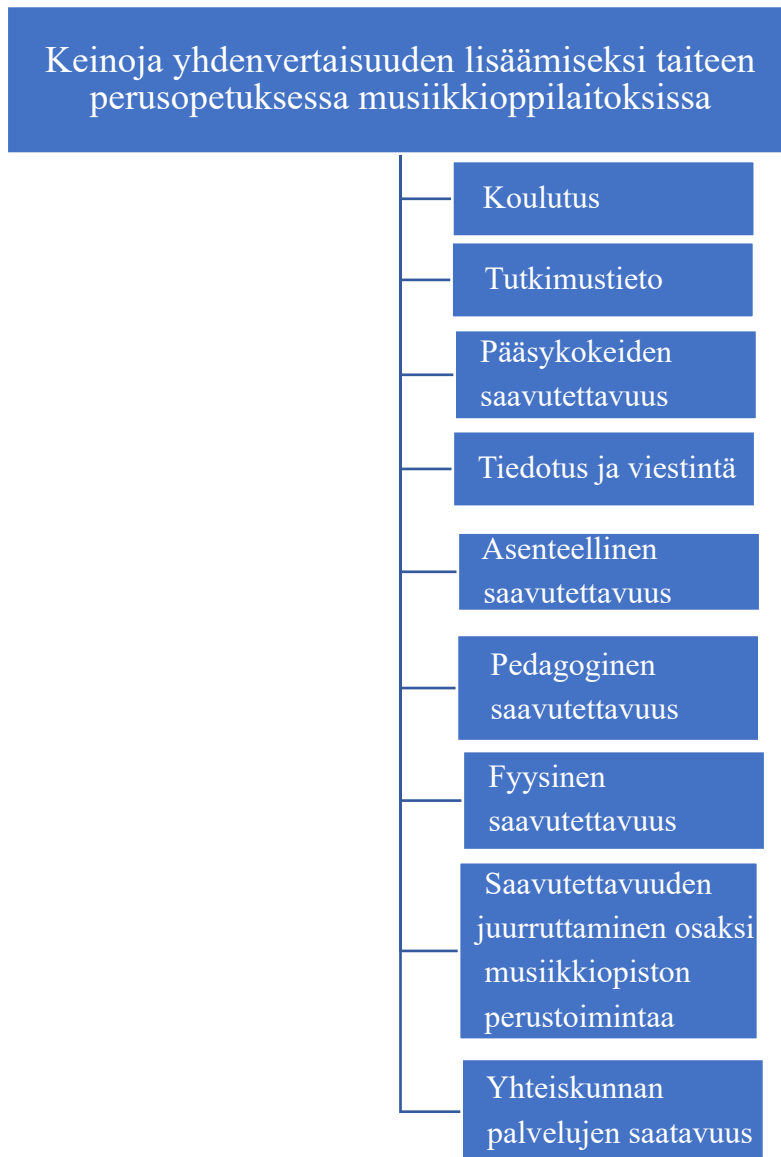 Keinoja yhdenvertaisuuden lisäämiseksi taiteen
perusopetuksessa musiikkioppilaitoksissa
Koulutus
Tutkimustieto
Pääsykokeiden
saavutettavuus
Tiedotus ja viestintä
Asenteellinen
saavutettavuus
Pedagoginen
saavutettavuus
Fyysinen
saavutettavuus
Saavutettavuuden
juurruttaminen osaksi
musiikkiopiston
perustoimintaa
Yhteiskunnan
palvelujen saatavuus